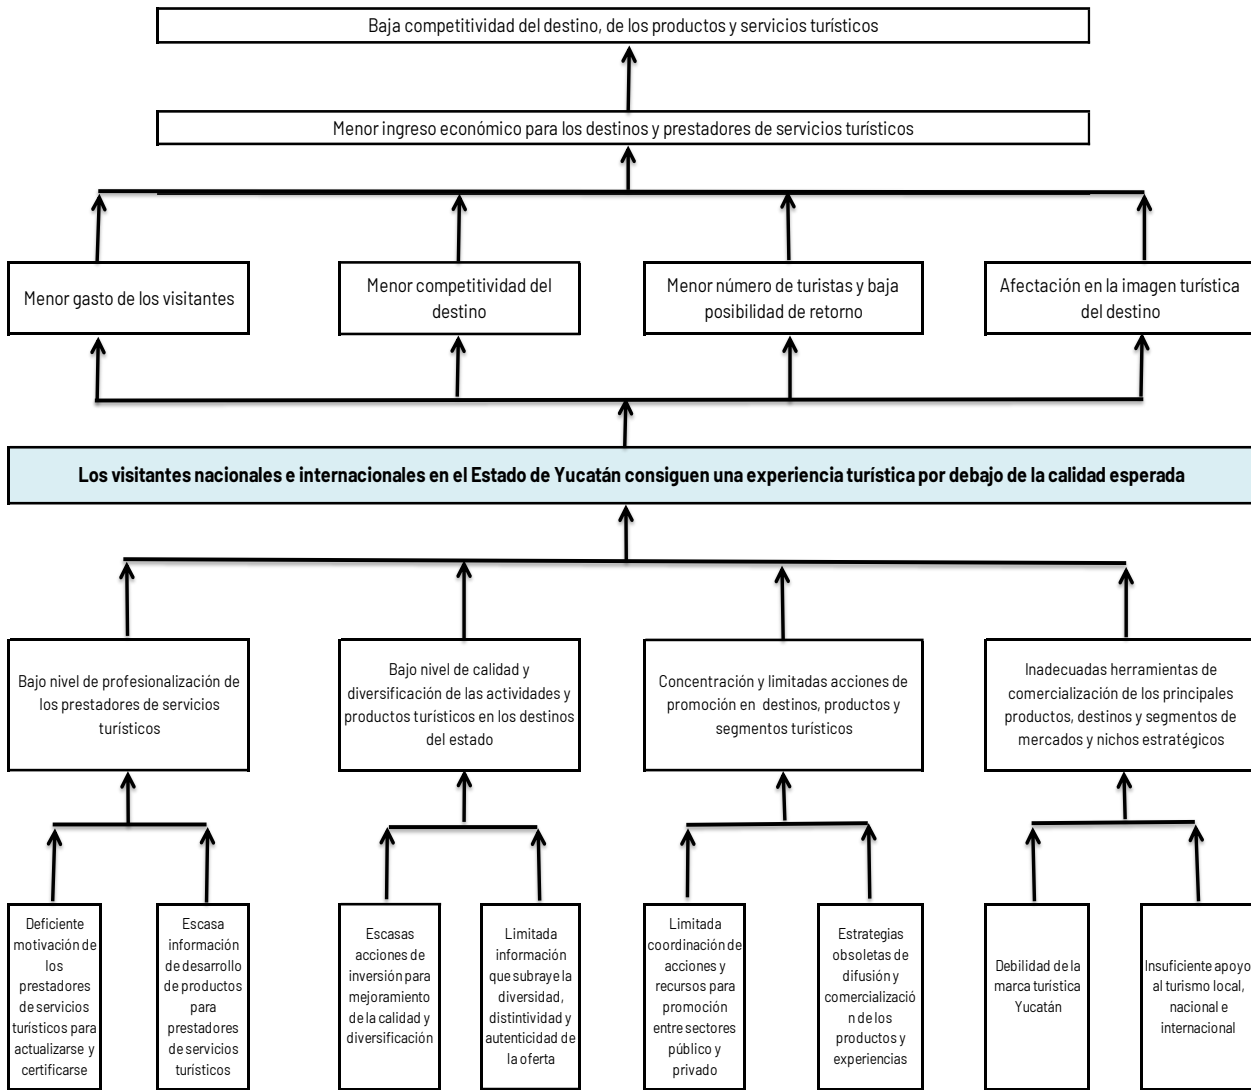 Baja competitividad del destino, de los productos y servicios turísticos
Menor ingreso económico para los destinos y prestadores de servicios turísticos
Menor gasto de los visitantes
Menor competitividad del
destino
Menor número de turistas y baja
posibilidad de retorno
Afectación en la imagen turística
del destino
Los visitantes nacionales e internacionales en el Estado de Yucatán consiguen una experiencia turística por debajo de la calidad esperada
Bajo nivel de profesionalización de
los prestadores de servicios
turísticos
Bajo nivel de calidad y
diversificación de las actividades y
productos turísticos en los destinos
del estado
Concentración y limitadas acciones de
promoción en destinos, productos y
segmentos turísticos
Inadecuadas herramientas de
comercialización de los principales
productos, destinos y segmentos de
mercados y nichos estratégicos
Deficiente
motivación de
los
prestadores
de servicios
turísticos para
actualizarse y
certificarse
Escasa
información
de desarrollo
de productos
para
prestadores
de servicios
turísticos
Escasas
acciones de
inversión para
mejoramiento
de la calidad y
diversificación
Limitada
información
que subraye la
diversidad,
distintividad y
autenticidad de
la oferta
Limitada
coordinación de
acciones y
recursos para
promoción
entre sectores
público y
privado
Estrategias
obsoletas de
difusión y
comercializació
n de los
productos y
experiencias
Debilidad de la
marca turística
Yucatán
Insuficiente apoyo
al turismo local,
nacional e
internacional